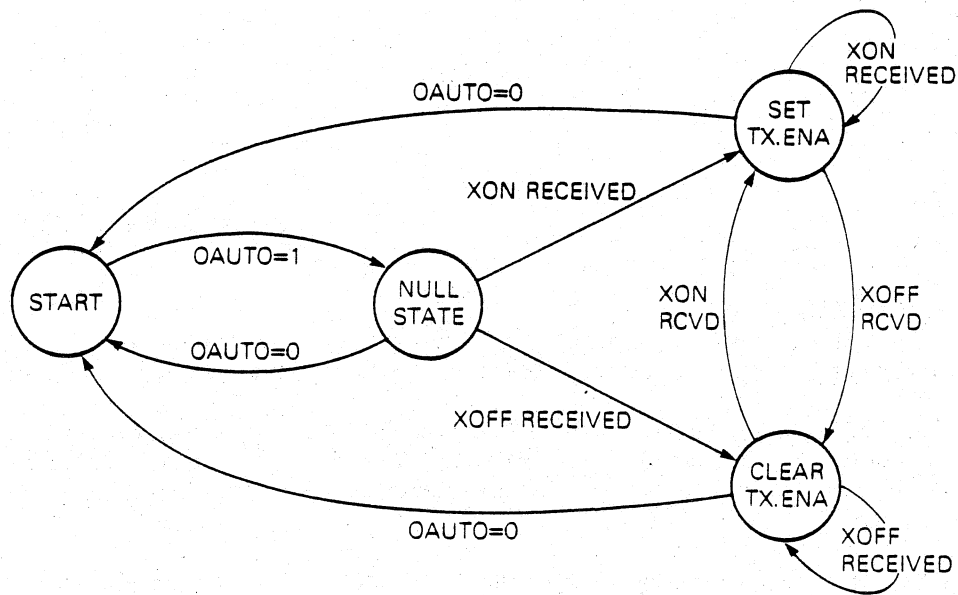 XON
RECEIVED
OAUTO=0
SET
TX.ENA
XON RECEIVED
OAUTO=1
START
NULL
STATE
XON
RCVD
XOFF
RCVD
OAUTO=0
XOFF RECEIVED
CLEAR
TX.ENA
OAUTO=0
XOFF
RECEIVED